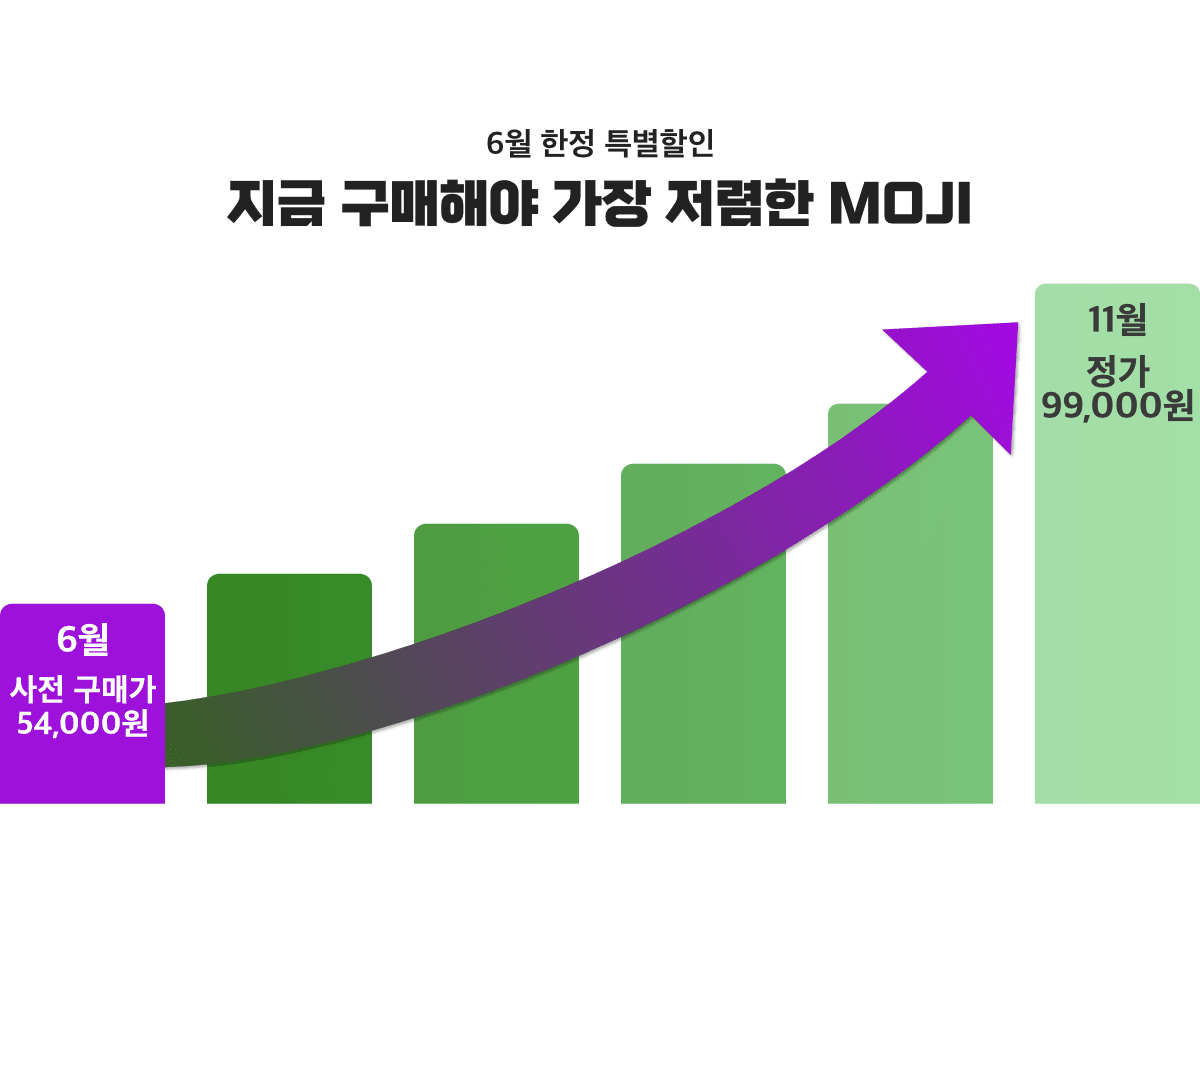 6월 한정 특별할인
지금 구매해야 가장 저렴한 MOJI
11월
정가
99,000원
6월
사전 구매가
54,000원